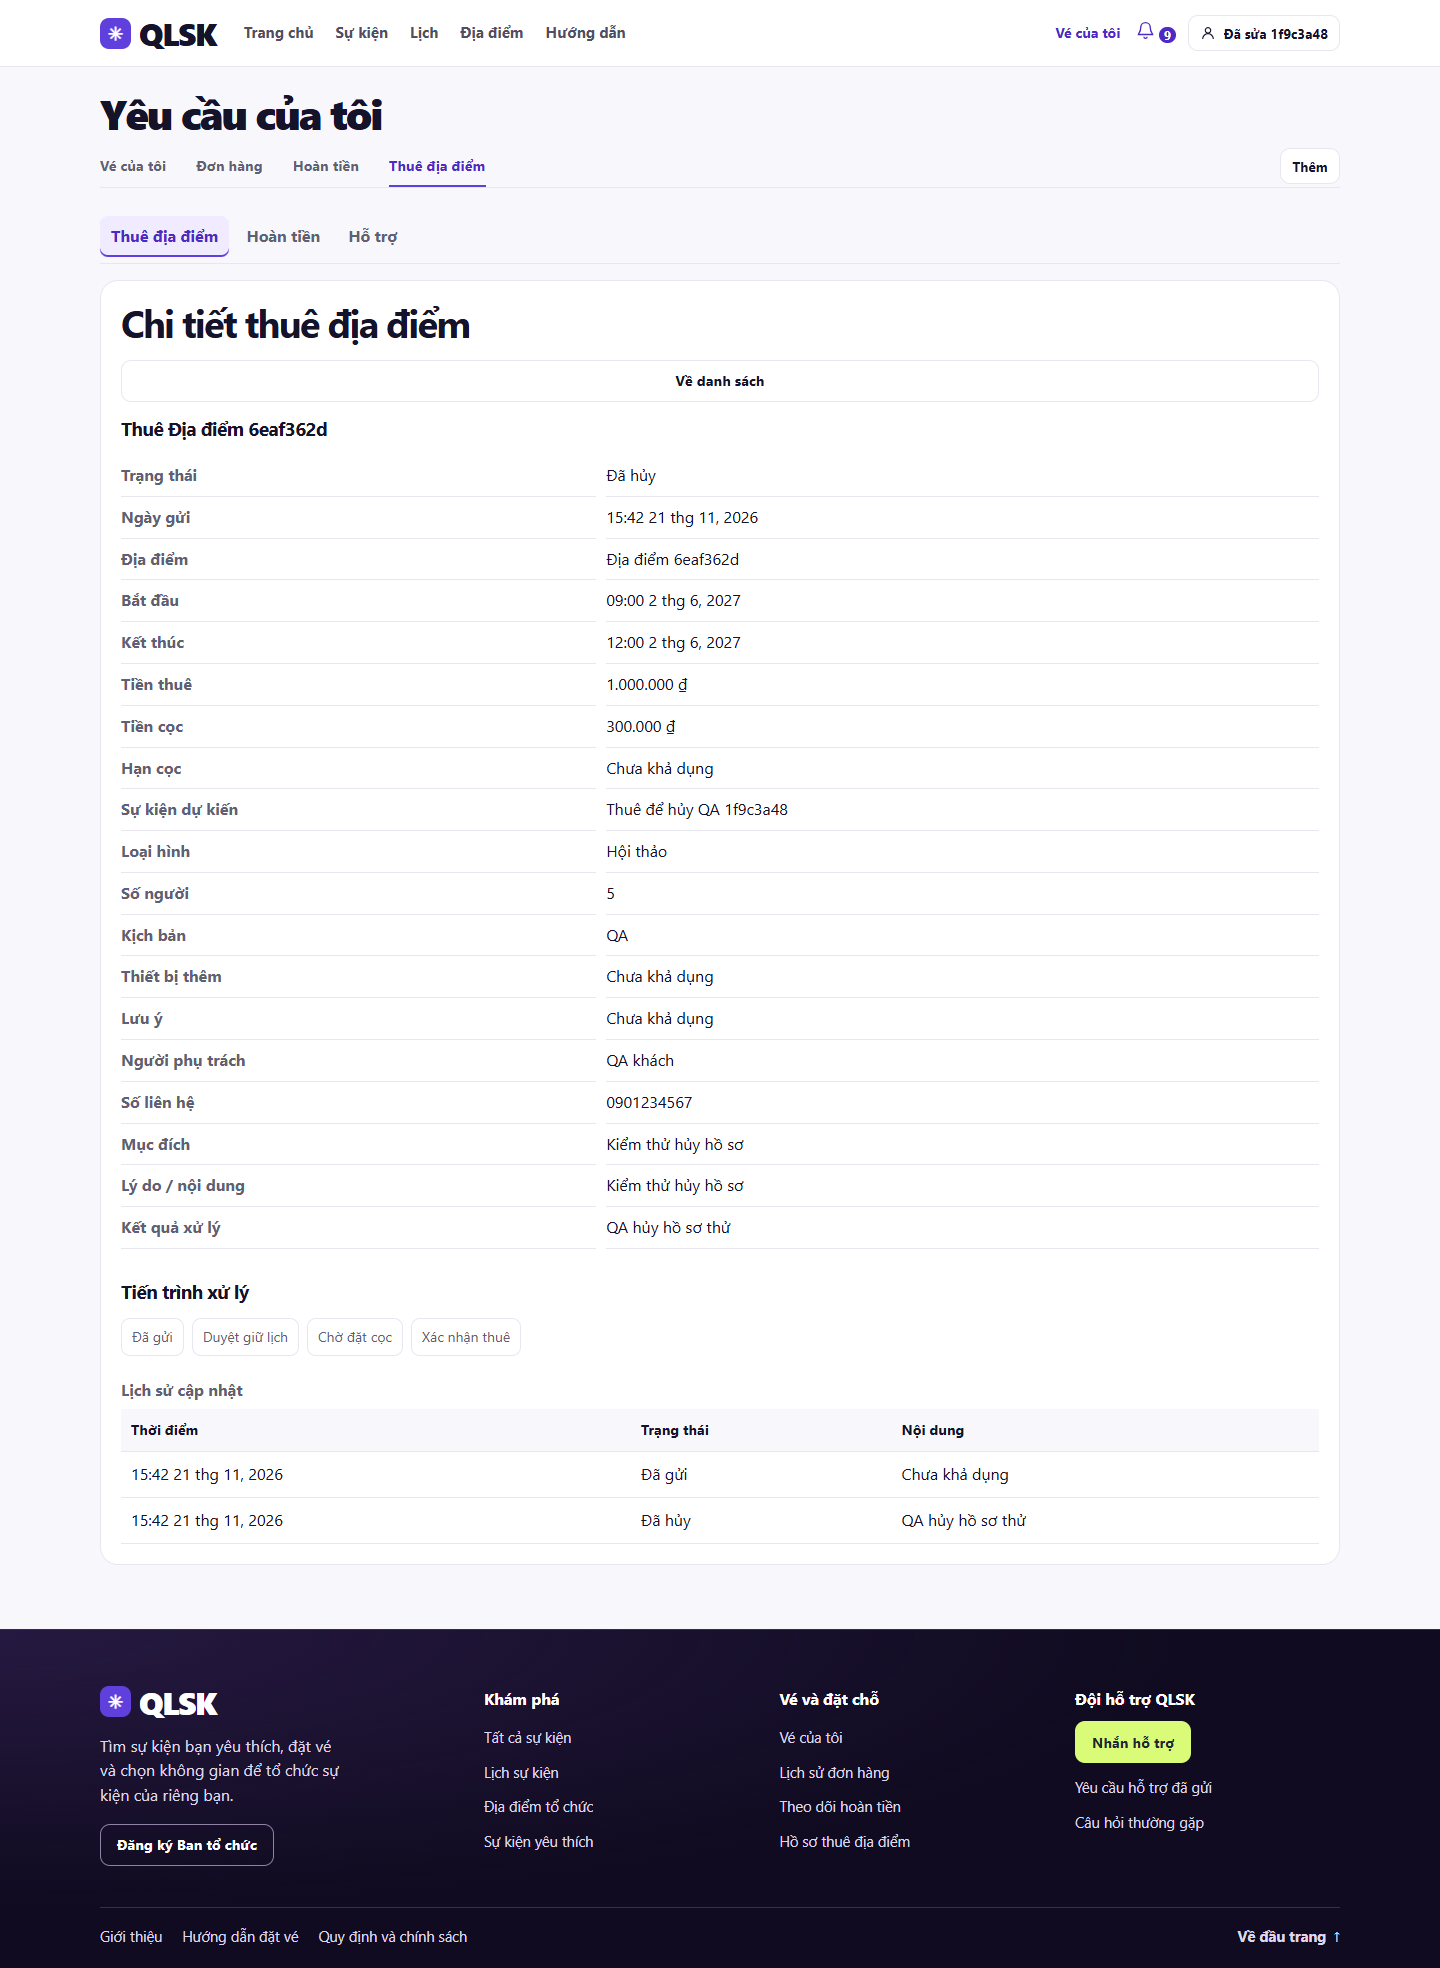 QLSK
Trang chủ
Sự kiện
Lịch
Địa điểm
Hướng dẫn
Vé của tôi
9
Đã sửa 1f9c3a48
Yêu cầu của tôi
Vé của tôi
Đơn hàng
Hoàn tiền
Thuê địa điểm
Thêm
Thuê địa điểm
Hoàn tiền
Hỗ trợ
Chi tiết thuê địa điểm
Về danh sách
Thuê Địa điểm 6eaf362d
Trạng thái
Đã hủy
Ngày gửi
15:42 21 thg 11, 2026
Địa điểm
Địa điểm 6eaf362d
Bắt đầu
09:00 2 thg 6, 2027
Kết thúc
12:00 2 thg 6, 2027
Tiền thuê
1.000.000 ₫
Tiền cọc
300.000 ₫
Hạn cọc
Chưa khả dụng
Sự kiện dự kiến
Thuê để hủy QA 1f9c3a48
Loại hình
Hội thảo
Số người
5
Kịch bản
QA
Thiết bị thêm
Chưa khả dụng
Lưu ý
Chưa khả dụng
Người phụ trách
QA khách
Số liên hệ
0901234567
Mục đích
Kiểm thử hủy hồ sơ
Lý do / nội dung
Kiểm thử hủy hồ sơ
Kết quả xử lý
QA hủy hồ sơ thử
Tiến trình xử lý
Đã gửi
Duyệt giữ lịch
Chờ đặt cọc
Xác nhận thuê
Lịch sử cập nhật
Thời điểm
Trạng thái
Nội dung
15:42 21 thg 11, 2026
Đã gửi
Chưa khả dụng
15:42 21 thg 11, 2026
Đã hủy
QA hủy hồ sơ thử
QLSK
Tìm sự kiện bạn yêu thích, đặt vé
và chọn không gian để tổ chức sự
kiện của riêng bạn.
Đăng ký Ban tổ chức
Khám phá
Tất cả sự kiện
Lịch sự kiện
Địa điểm tổ chức
Sự kiện yêu thích
Vé và đặt chỗ
Vé của tôi
Lịch sử đơn hàng
Theo dõi hoàn tiền
Hồ sơ thuê địa điểm
Đội hỗ trợ QLSK
Nhắn hỗ trợ
Yêu cầu hỗ trợ đã gửi
Câu hỏi thường gặp
Giới thiệu
Hướng dẫn đặt vé
Quy định và chính sách
Về đầu trang ↑